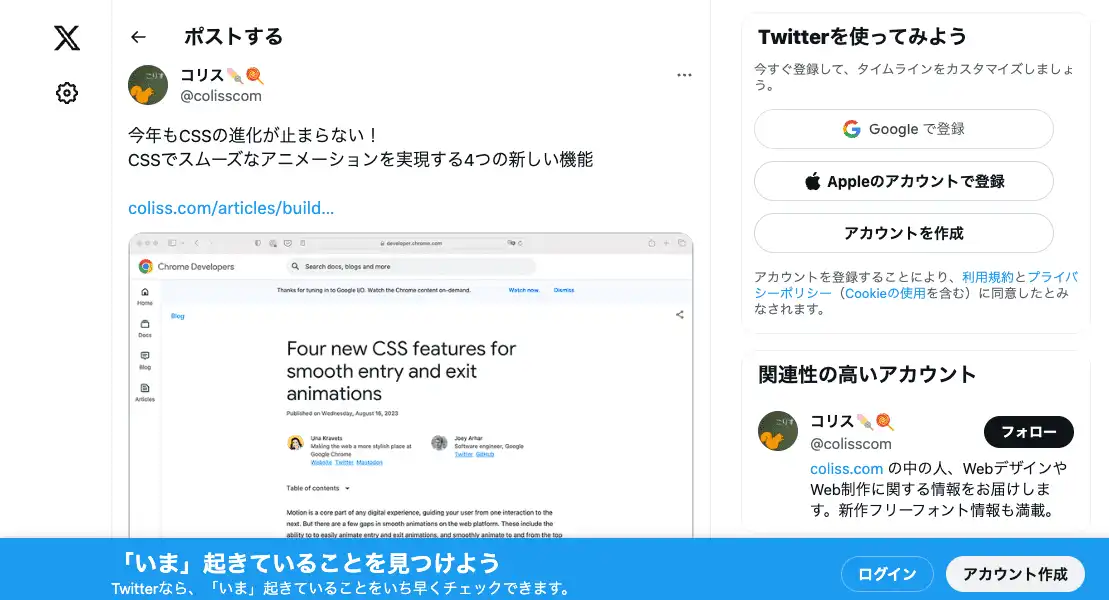 ポストする
コリス
@colisscom
今年もCSSの進化が止まらない！
CSSでスムーズなアニメーションを実現する4つの新しい機能
coliss.com/articles/build...
developer.chrome.com
Chrome Developers
Search docs, blogs and more
Thanks for tuning in to Google I/O. Watch the Chrome content on-demand.
Watch now.
Dismiss
Home
Docs
Blog
Articles
Blog
Four new CSS features for
smooth entry and exit
animations
Published on Wednesday, August 16, 2023
Una Kravets
Making the web a more stylish place at
Google Chrome
Website Twitter Mastodon
Joey Arhar
Software engineer, Google
Twitter GitHub
Table of contents
Motion is a core part of any digital experience, guiding your user from one interaction to the
next. But there are a few gaps in smooth animations on the web platform. These include the
ability to to easily animate entry and exit animations, and smoothly animate to and from the top
Twitterを使ってみよう
今すぐ登録して、タイムラインをカスタマイズしましょ
う。
Google で登録
Appleのアカウントで登録
アカウントを作成
アカウントを登録することにより、利用規約とプライバ
シーポリシー（Cookieの使用を含む）に同意したとみ
なされます。
関連性の高いアカウント
こりす
コリス
@colisscom
フォロー
coliss.com の中の人、Webデザインや
Web制作に関する情報をお届けしま
す。新作フリーフォント情報も満載。
「いま」起きていることを見つけよう
Twitterなら、「いま」起きていることをいち早くチェックできます。
ログイン
アカウント作成